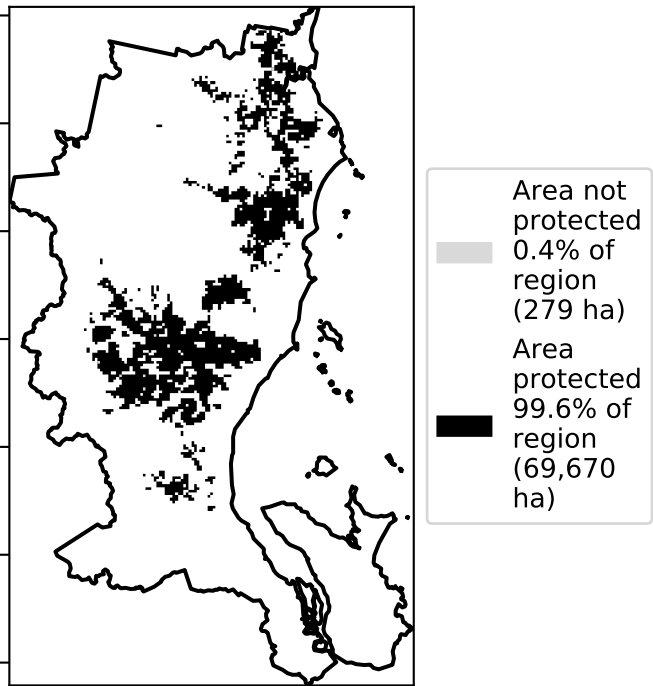 Area not
protected
0.4% of
region
(279 ha)
Area
protected
99.6% of
region
(69,670
ha)